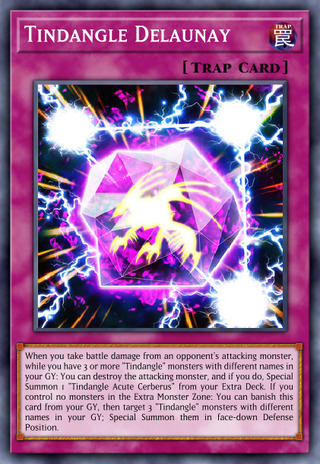 Tindangle Delaunay
TRAP
罠
[Trap Card]
When you take battle damage from an opponent's attacking monster,
while you have 3 or more "Tindangle" monsters with different names in
your GY: You can destroy the attacking monster, and if you do, Special
Summon 1 "Tindangle Acute Cerberus" from your Extra Deck. If you
control no monsters in the Extra Monster Zone: You can banish this
card from your GY, then target 3 "Tindangle" monsters with different
names in your GY; Special Summon them in face-down Defense
Position.